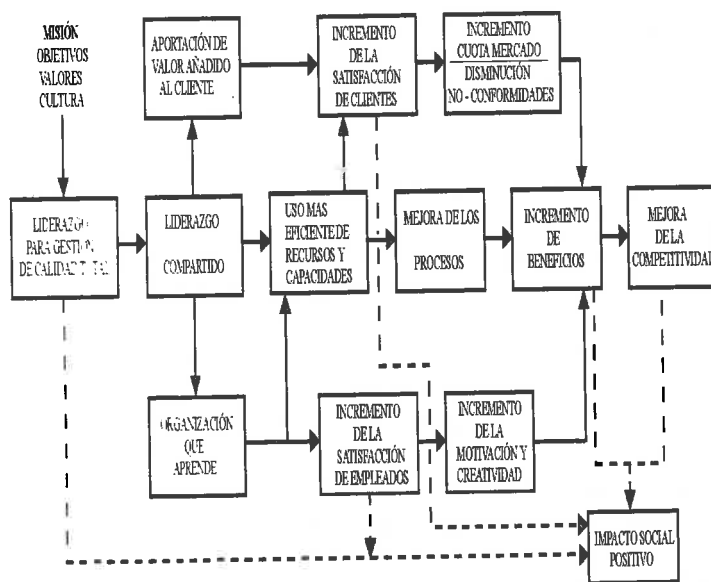 MISIÓN
OBJETIVOS
VALORES
CULTURA
APORTACIÓN DE
VALOR AÑADIDO
AL CLIENTE
INCREMENTO
DE LA
SATISFACCIÓN
DE CLIENTES
INCREMENTO
CUOTA MERCADO
DISMINUCIÓN
NO - CONFORMIDADES
LIDERAZGO
PARA GESTION
DE CALIDAD
LIDERAZGO
COMPARTIDO
USO MAS
EFICIENTE DE
RECURSOS Y
CAPACIDADES
MEJORA DE LOS
PROCESOS
INCREMENTO
DE
BENEFICIOS
MEJORA
DE LA
COMPETITIVIDAD
ORGANIZACIÓN
QUE
APRENDE
INCREMENTO
DE LA
SATISFACCIÓN
DE EMPLEADOS
INCREMENTO
DE LA
MOTIVACIÓN Y
CREATIVIDAD
IMPACTO SOCIAL
POSITIVO